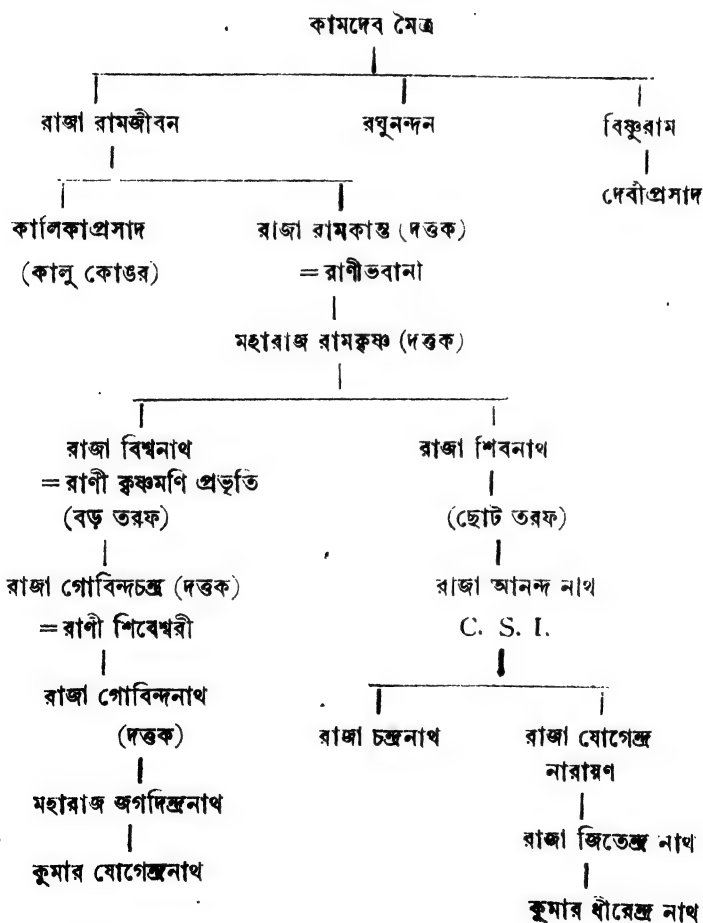 কামদেব মৈত্র
রাজা রামজীবন রঘুনন্দন বিষ্ণুরাম
দেবীপ্রসাদ
কালিকাপ্রসাদ রাজা রামকান্ত (দত্তক)
(কালু কোঙর) = রাণীভবানা
মহারাজ রামকৃষ্ণ (দত্তক)
রাজা বিশ্বনাথ রাজা শিবনাথ
= রাণী কৃষ্ণমণি প্রভৃতি
(বড় তরফ) (ছোট তরফ)
রাজা গোবিন্দচন্দ্র (দত্তক) রাজা আনন্দ নাথ
= রাণী শিবেশ্বরী C. S. I.
রাজা গোবিন্দনাথ
(দত্তক) রাজা চন্দ্রনাথ রাজা যোগেন্দ্র
নারায়ণ
মহারাজ জগদিন্দ্রনাথ
রাজা জিতেন্দ্র নাথ
কুমার যোগেন্দ্রনাথ
কুমার ধীরেন্দ্র নাথ